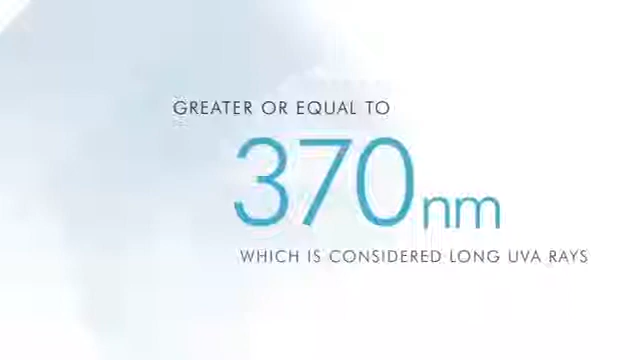 GREATER OR EQUAL TO
370nm
WHICH IS CONSIDERED LONG UVA RAYS